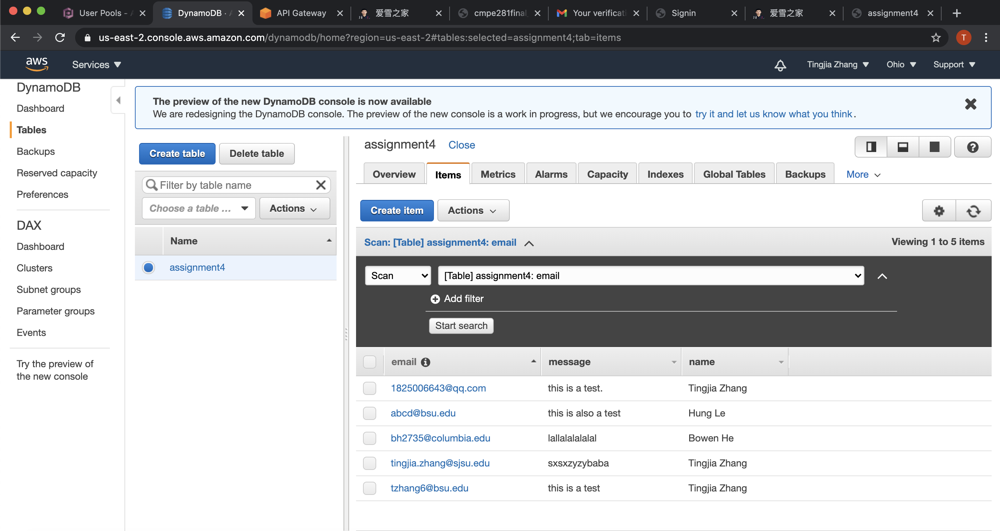 User Pools - A
DynamoDB · A
API Gateway
爱雪之家
cmpe281final
Your verificati
Signin
爱雪之家
assignment4
us-east-2.console.aws.amazon.com/dynamodb/home?region=us-east-2#tables:selected=assignment4;tab=items
T
aws
Services
Tingjia Zhang
Ohio
Support
DynamoDB
Dashboard
Tables
Backups
Reserved capacity
Preferences
DAX
Dashboard
Clusters
Subnet groups
Parameter groups
Events
Try the preview of
the new console
The preview of the new DynamoDB console is now available
We are redesigning the DynamoDB console. The preview of the new console is a work in progress, but we encourage you to try it and let us know what you think.
Create table
Delete table
Filter by table name
Choose a table ...
Actions
Name
assignment4
assignment4 Close
Overview
Items
Metrics
Alarms
Capacity
Indexes
Global Tables
Backups
More
Create item
Actions
Scan: [Table] assignment4: email
Viewing 1 to 5 items
Scan
[Table] assignment4: email
Add filter
Start search
email message name
1825006643@qq.com this is a test. Tingjia Zhang
abcd@bsu.edu this is also a test Hung Le
bh2735@columbia.edu lallalalalalal Bowen He
tingjia.zhang@sjsu.edu sxsxzyzybaba Tingjia Zhang
tzhang6@bsu.edu this is a test Tingjia Zhang